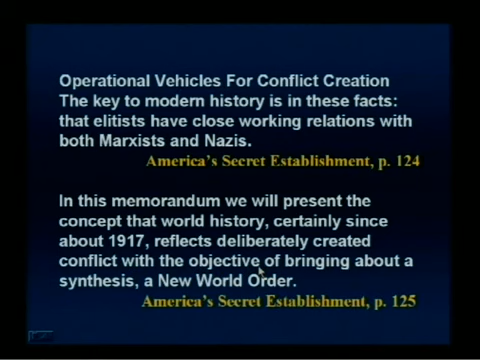 Operational Vehicles For Conflict Creation
The key to modern history is in these facts:
that elitists have close working relations with
both Marxists and Nazis.
America's Secret Establishment, p. 124
In this memorandum we will present the
concept that world history, certainly since
about 1917, reflects deliberately created
conflict with the objective of bringing about a
synthesis, a New World Order.
America's Secret Establishment, p. 125